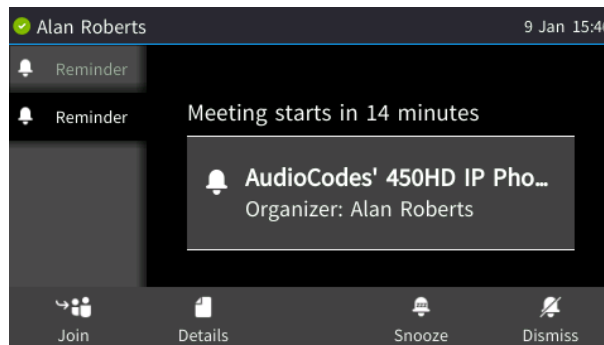 Alan Roberts 9 Jan 15:46
Reminder
Reminder
Meeting starts in 14 minutes
AudioCodes' 450HD IP Pho...
Organizer: Alan Roberts
Join Details Snooze Dismiss